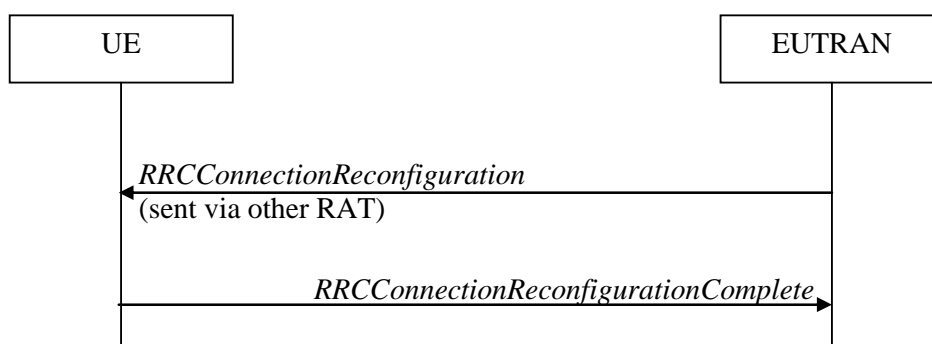 UE
EUTRAN
RRCConnectionReconfiguration
(sent via other RAT)
RRCConnectionReconfigurationComplete